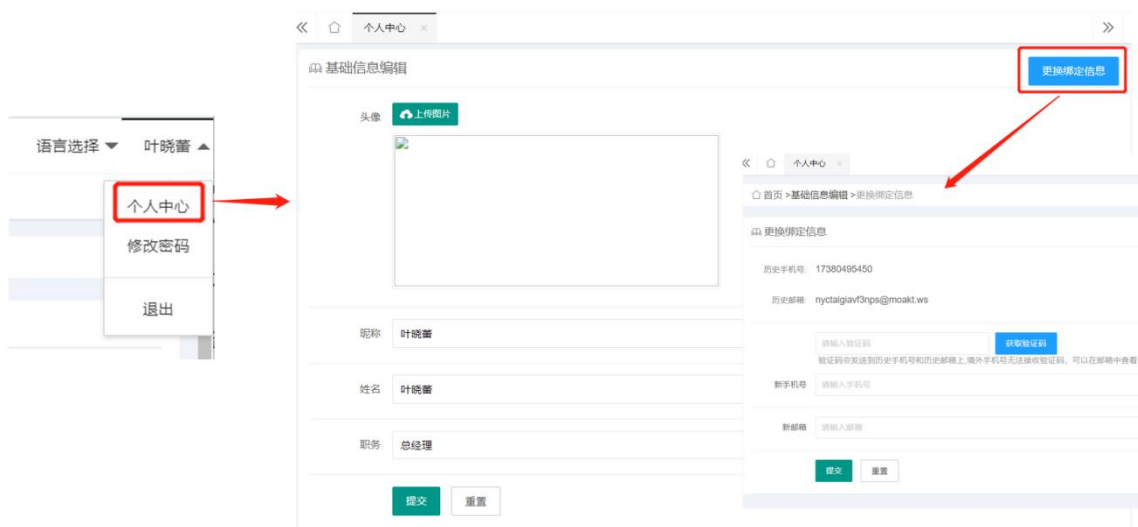 语言选择
叶晓蕾
个人中心
修改密码
退出
个人中心 ×
基础信息编辑
更换绑定信息
头像
上传图片
昵称
叶晓蕾
姓名
叶晓蕾
职务
总经理
提交
重置
个人中心 ×
首页 >基础信息编辑 >更换绑定信息
更换绑定信息
历史手机号:
17380495450
历史邮箱:
nyctalgiavf3nps@moakt.ws
请输入验证码
获取验证码
验证码会发送到历史手机号和历史邮箱上,境外手机号无法接收验证码，可以在邮箱中查看
新手机号
请输入手机号
新邮箱
请输入邮箱
提交
重置